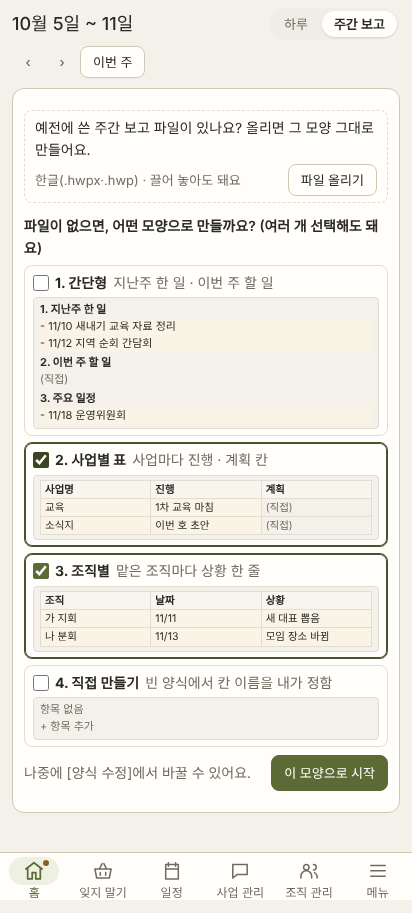 10월 5일 ~ 11일
하루
주간 보고
‹
›
이번 주
예전에 쓴 주간 보고 파일이 있나요? 올리면 그 모양 그대로
만들어요.
한글(.hwpx·.hwp) · 끌어 놓아도 돼요
파일 올리기
파일이 없으면, 어떤 모양으로 만들까요? (여러 개 선택해도 돼
요)
1. 간단형 지난주 한 일 · 이번 주 할 일
1. 지난주 한 일
- 11/10 새내기 교육 자료 정리
- 11/12 지역 순회 간담회
2. 이번 주 할 일
(직접)
3. 주요 일정
- 11/18 운영위원회
2. 사업별 표 사업마다 진행 · 계획 칸
사업명 진행 계획
교육 1차 교육 마침 (직접)
소식지 이번 호 초안 (직접)
3. 조직별 맡은 조직마다 상황 한 줄
조직 날짜 상황
가 지회 11/11 새 대표 뽑음
나 분회 11/13 모임 장소 바뀜
4. 직접 만들기 빈 양식에서 칸 이름을 내가 정함
항목 없음
+ 항목 추가
나중에 [양식 수정]에서 바꿀 수 있어요.
이 모양으로 시작
홈
잊지 말기
일정
사업 관리
조직 관리
메뉴